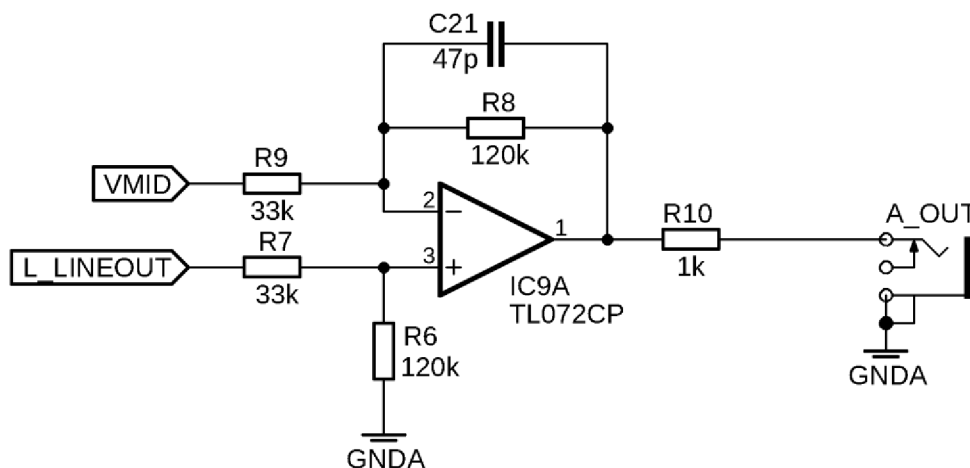 C21
47p
R8
120k
R9
VMID
33k
2
1
R10
A_OUT
R7
3
L_LINEOUT
33k
1k
IC9A
TL072CP
R6
120k
GNDA
GNDA